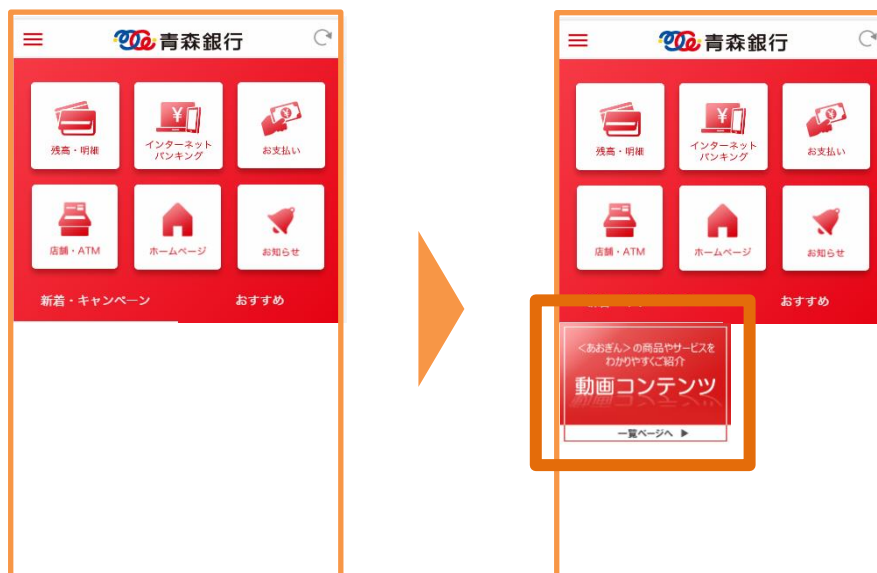 青森銀行
残高・明細
インターネット
バンキング
お支払い
店舗・ATM
ホームページ
お知らせ
新着・キャンペーン
おすすめ
青森銀行
残高・明細
インターネット
バンキング
お支払い
店舗・ATM
ホームページ
お知らせ
おすすめ
＜あおぎん＞の商品やサービスを
わかりやすくご紹介
動画コンテンツ
一覧ページへ ▶